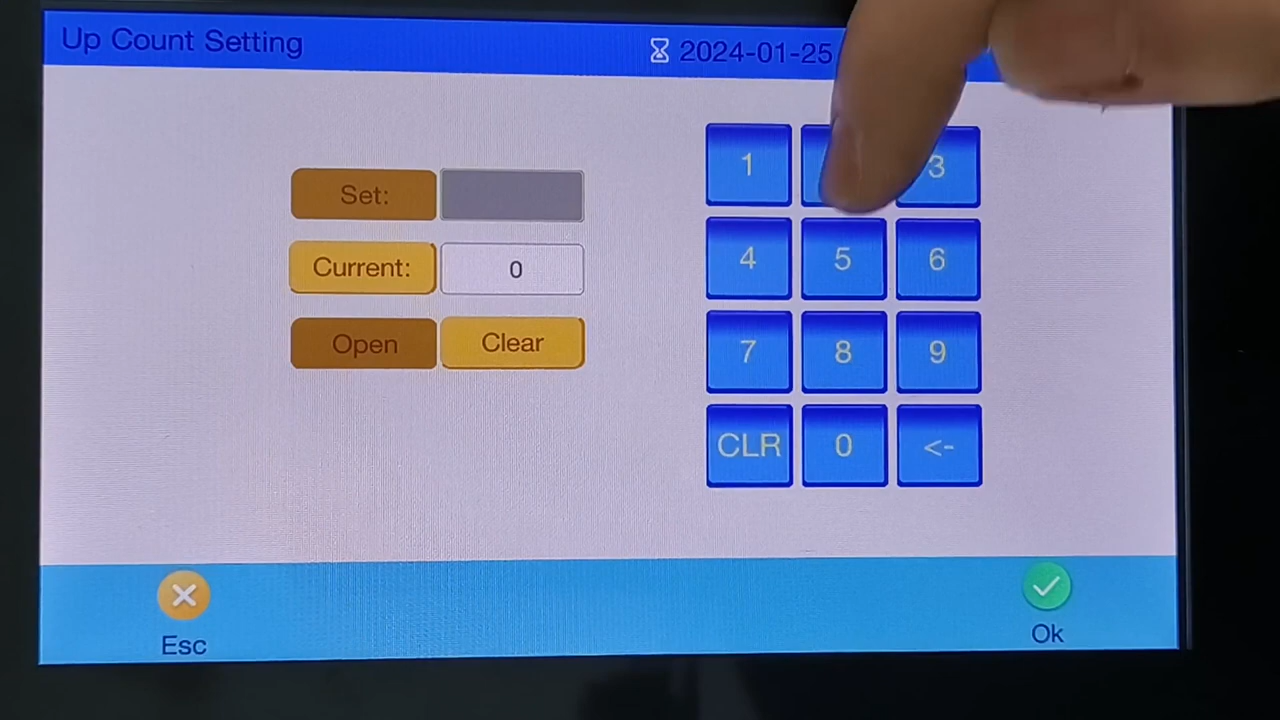 Up Count Setting 2024-01-25
Set:
Current: 0
Open Clear
1 3
4 5 6
7 8 9
CLR 0 <-
Esc Ok